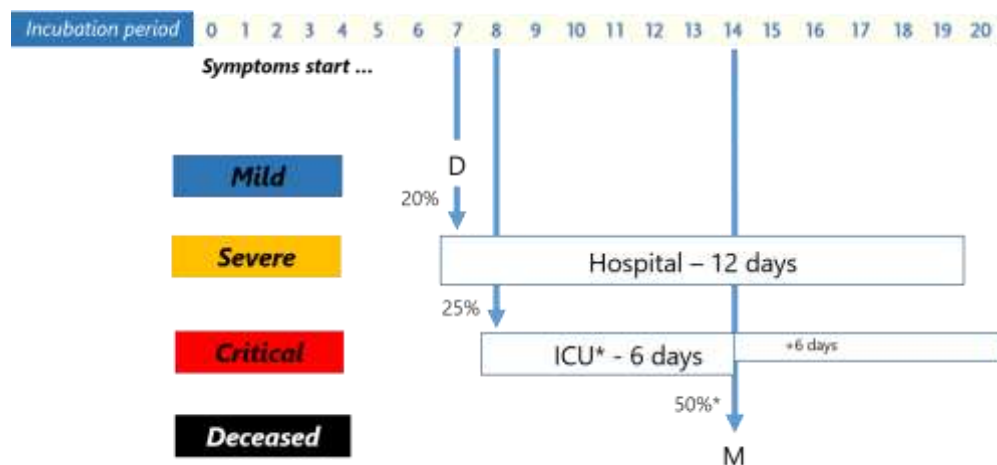 Incubation period 0 1 2 3 4 5 6 7 8 9 10 11 12 13 14 15 16 17 18 19 20
Symptoms start ...
D
Mild
20%
Severe
Hospital – 12 days
25%
Critical
ICU* - 6 days
+6 days
50%*
Deceased
M